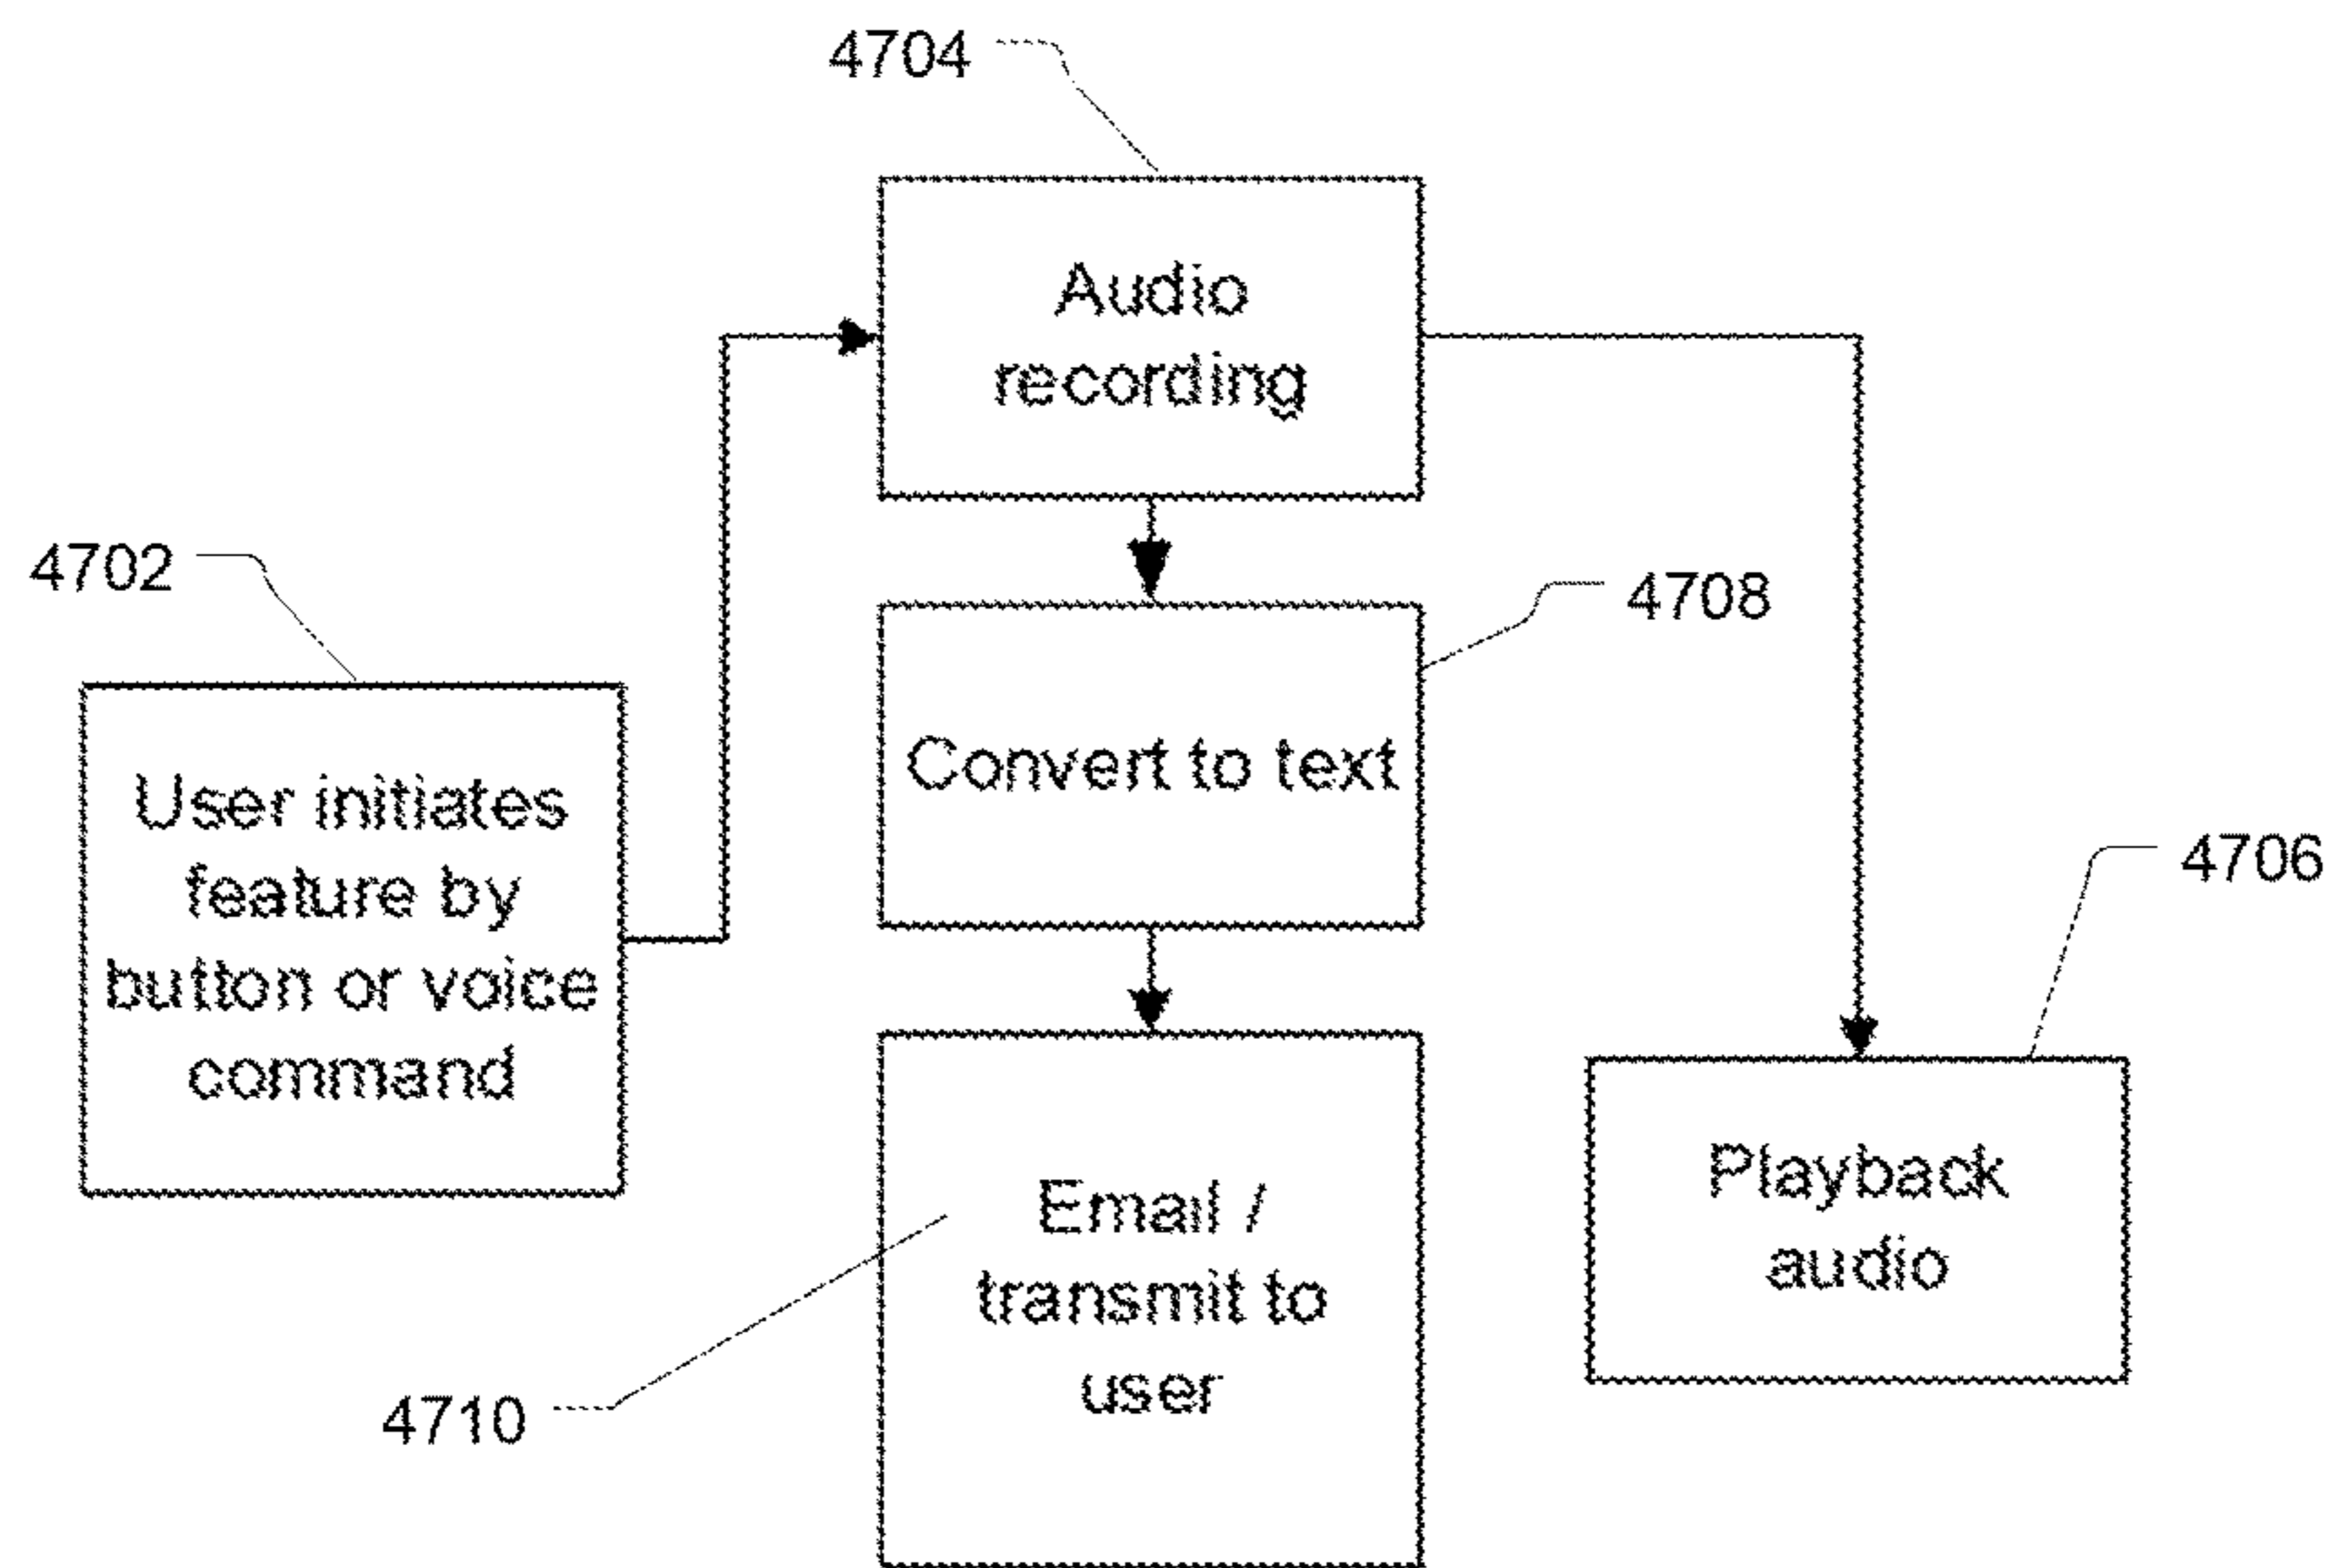 4704
Audio
recording
4702
4708
Convert to text
User initiates
feature by
button or voice
command
4706
Email /
transmit to
user
Playback
audio
4710